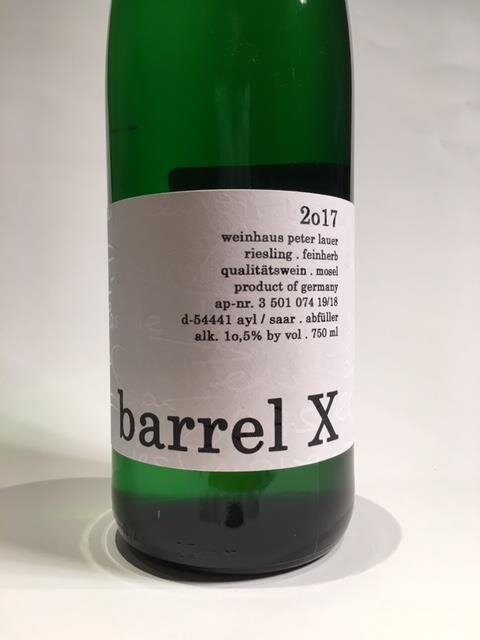 2o17
weinhaus peter lauer
riesling . feinherb
qualitätswein . mosel
product of germany
ap-nr. 3 501 074 19/18
d-54441 ayl / saar . abfüller
alk. 1o,5% by vol . 750 ml
barrel X